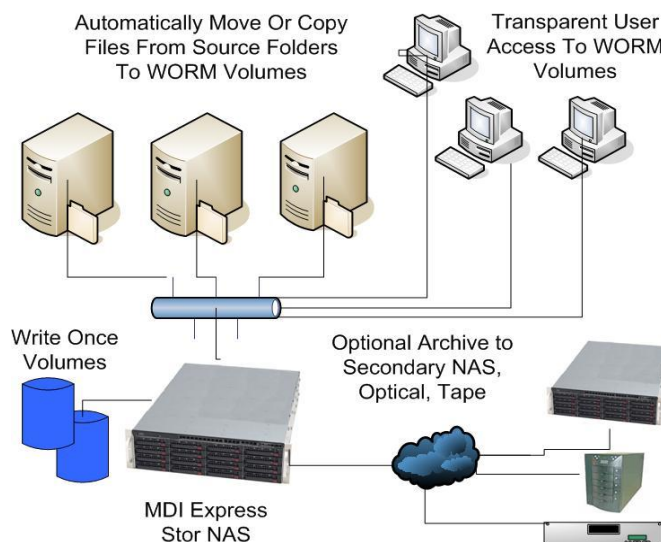 Automatically Move Or Copy
Files From Source Folders
To WORM Volumes
Transparent User
Access To WORM
Volumes
Write Once
Volumes
Optional Archive to
Secondary NAS,
Optical, Tape
MDI Express
Stor NAS